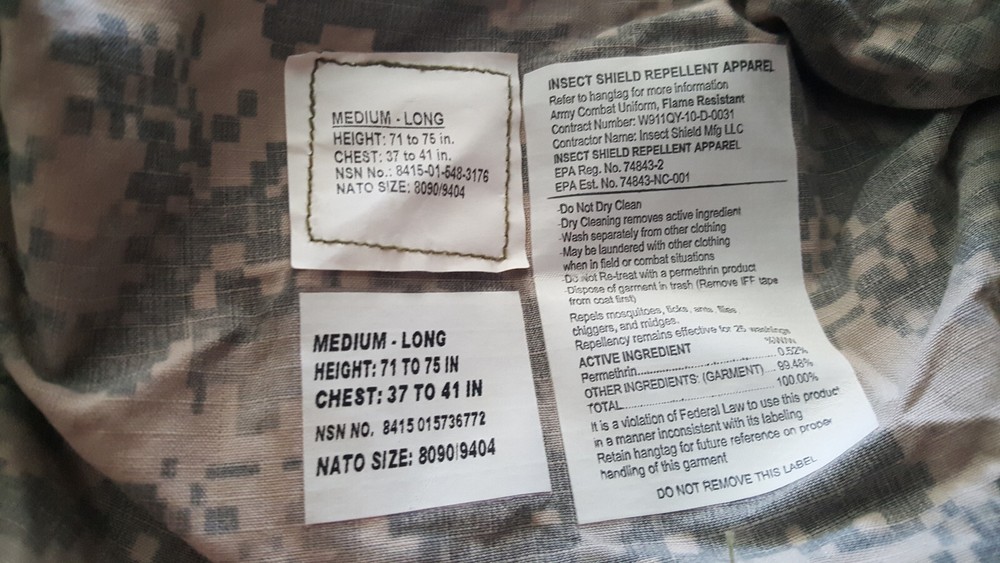 MEDIUM - LONG
HEIGHT: 71 to 75 in.
CHEST: 37 to 41 in.
NSN No.: 8415-01-548-3176
NATO SIZE: 8090/9404
MEDIUM - LONG
HEIGHT: 71 TO 75 IN
CHEST: 37 TO 41 IN
NSN NO. 8415 015736772
NATO SIZE: 8090/9404
INSECT SHIELD REPELLENT APPAREL
Refer to hangtag for more information
Army Combat Uniform, Flame Resistant
Contract Number: W911QY-10-D-0031
Contractor Name: Insect Shield Mfg LLC
INSECT SHIELD REPELLENT APPAREL
EPA Reg. No. 74843-2
EPA Est. No. 74843-NC-001
-Do Not Dry Clean
-Dry Cleaning removes active ingredient
-Wash separately from other clothing
-May be laundered with other clothing
when in field or combat situations
-Do Not Re-treat with a permethrin product
-Dispose of garment in trash (Remove IFF tape
from coat first)
Repels mosquitoes, ticks, ants, flies
chiggers, and midges.
Repellency remains effective for 25 washings
%W/W
ACTIVE INGREDIENT
Permethrin..................0.52%
OTHER INGREDIENTS: (GARMENT)....99.48%
TOTAL..................100.00%
It is a violation of Federal Law to use this product
in a manner inconsistent with its labeling
Retain hangtag for future reference on proper
handling of this garment
DO NOT REMOVE THIS LABEL